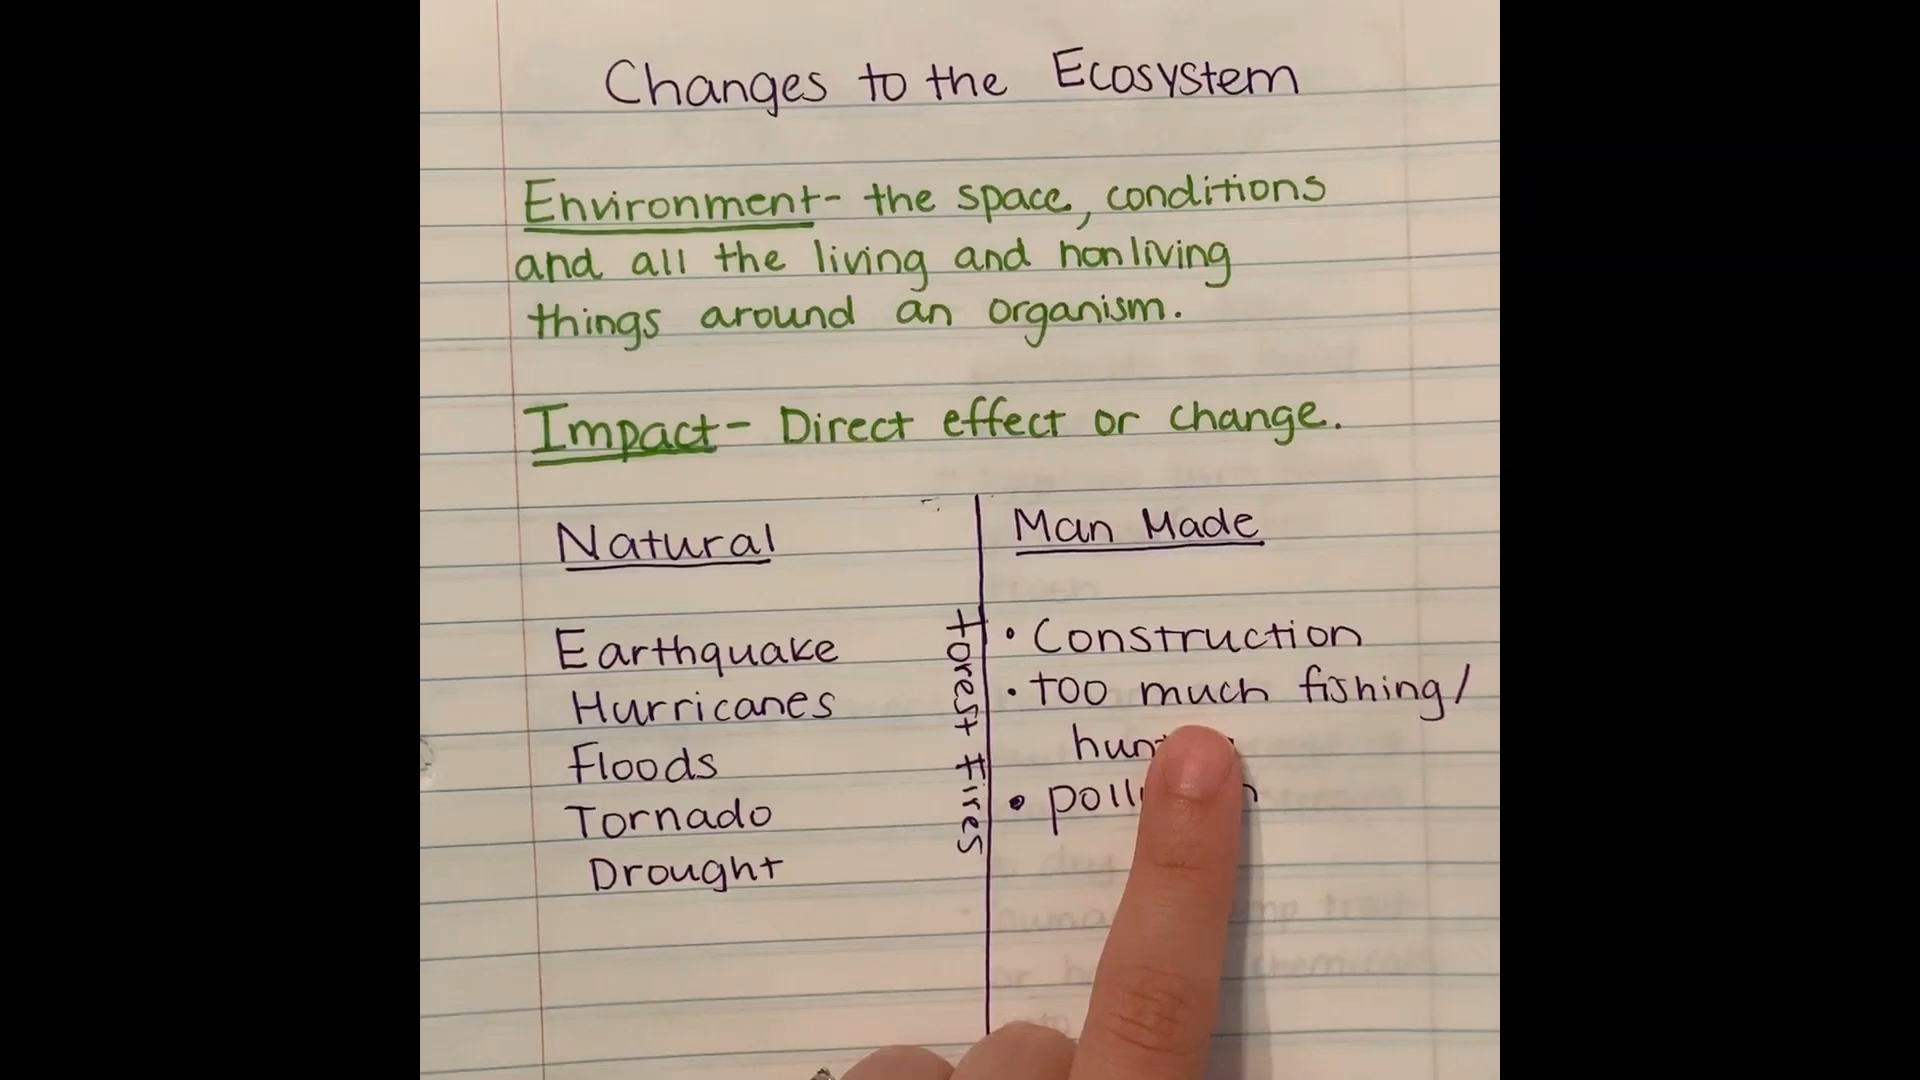 Changes to the Ecosystem
Environment- the space, conditions
and all the living and nonliving
things around an organism.
Impact- Direct effect or change.
Natural
Earthquake
Hurricanes
Floods
Tornado
Drought
Forest Fires
Man Made
• Construction
• Too much fishing/